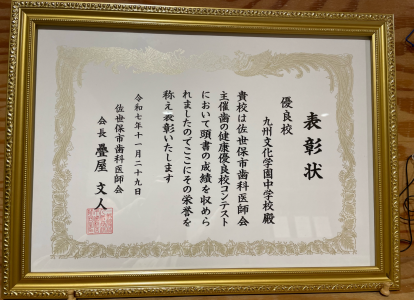 表彰状
優良校
九州文化学園中学校殿
貴校は佐世保市歯科医師会
主催歯の健康優良校コンテスト
において頭書の成績を収めら
れましたのでここにその栄誉を
称え表彰いたします
令和七年十一月二十九日
佐世保市歯科医師会
会長 疊屋 文人